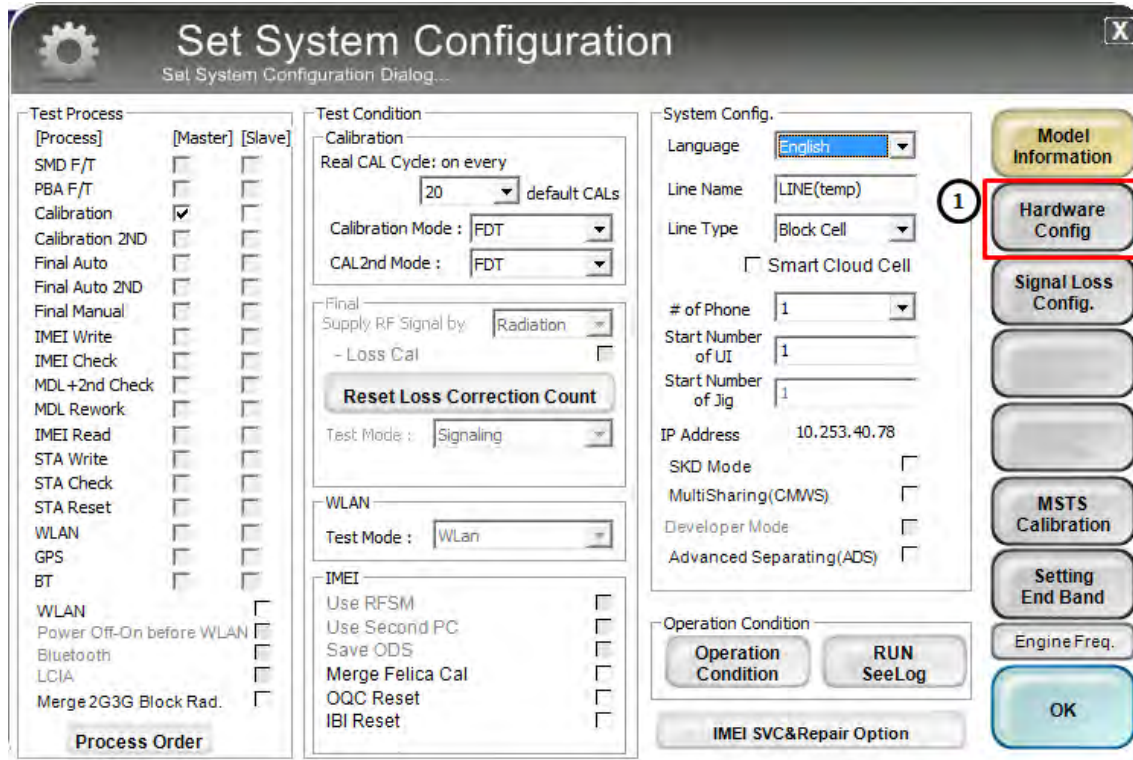 Set System Configuration
X
Set System Configuration Dialog...
Test Process
[Process] [Master] [Slave]
SMD F/T
PBA F/T
Calibration
Calibration 2ND
Final Auto
Final Auto 2ND
Final Manual
IMEI Write
IMEI Check
MDL+2nd Check
MDL Rework
IMEI Read
STA Write
STA Check
STA Reset
WLAN
GPS
BT
WLAN
Power Off-On before WLAN
Bluetooth
LCIA
Merge 2G3G Block Rad.
Process Order
Test Condition
Calibration
Real CAL Cycle: on every
20 default CALs
Calibration Mode : FDT
CAL2nd Mode : FDT
Final
Supply RF Signal by Radiation
- Loss Cal
Reset Loss Correction Count
Test Mode : Signaling
WLAN
Test Mode : WLan
IMEI
Use RFSM
Use Second PC
Save ODS
Merge Felica Cal
OQC Reset
IBI Reset
System Config.
Language English
Line Name LINE(temp)
Line Type Block Cell
Smart Cloud Cell
# of Phone 1
Start Number
of UI 1
Start Number
of Jig 1
IP Address 10.253.40.78
SKD Mode
MultiSharing(CMWS)
Developer Mode
Advanced Separating(ADS)
Operation Condition
Operation
Condition
RUN
SeeLog
IMEI SVC&Repair Option
Model
Information
1
Hardware
Config
Signal Loss
Config.
MSTS
Calibration
Setting
End Band
Engine Freq.
OK